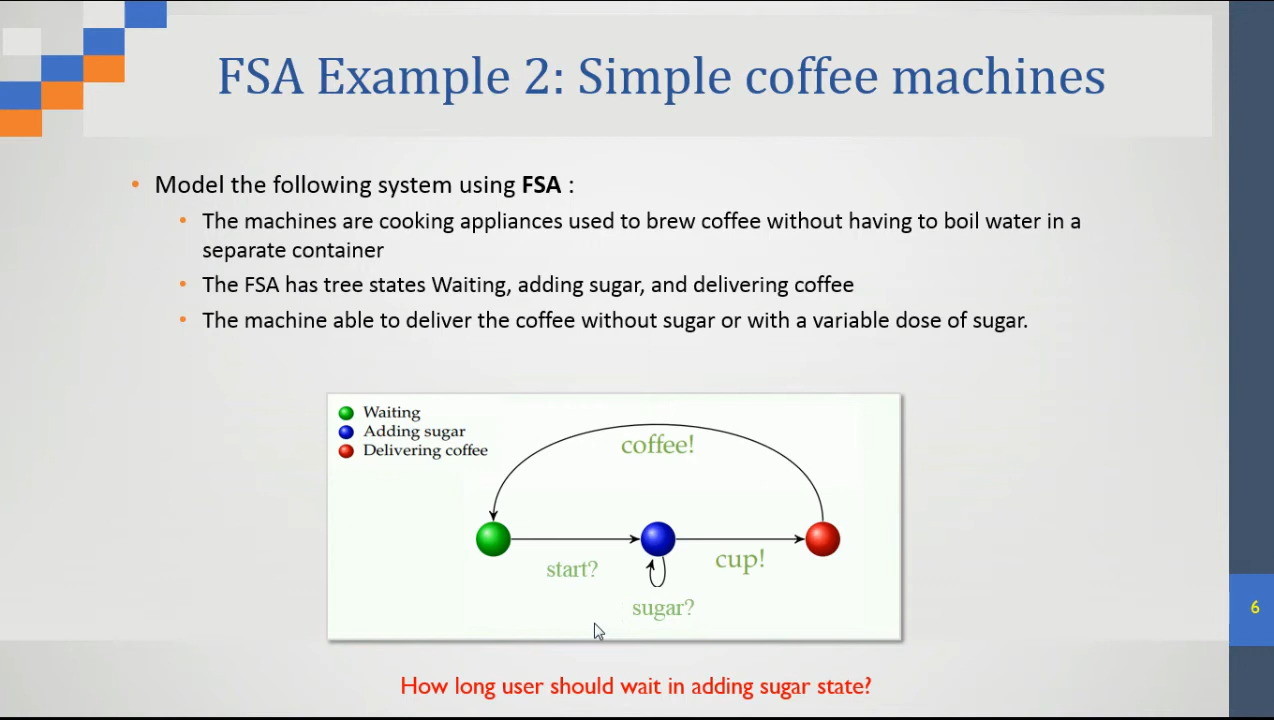 FSA Example 2: Simple coffee machines
• Model the following system using FSA :
• The machines are cooking appliances used to brew coffee without having to boil water in a
separate container
• The FSA has tree states Waiting, adding sugar, and delivering coffee
• The machine able to deliver the coffee without sugar or with a variable dose of sugar.
Waiting
Adding sugar
Delivering coffee
coffee!
start?
cup!
sugar?
6
How long user should wait in adding sugar state?